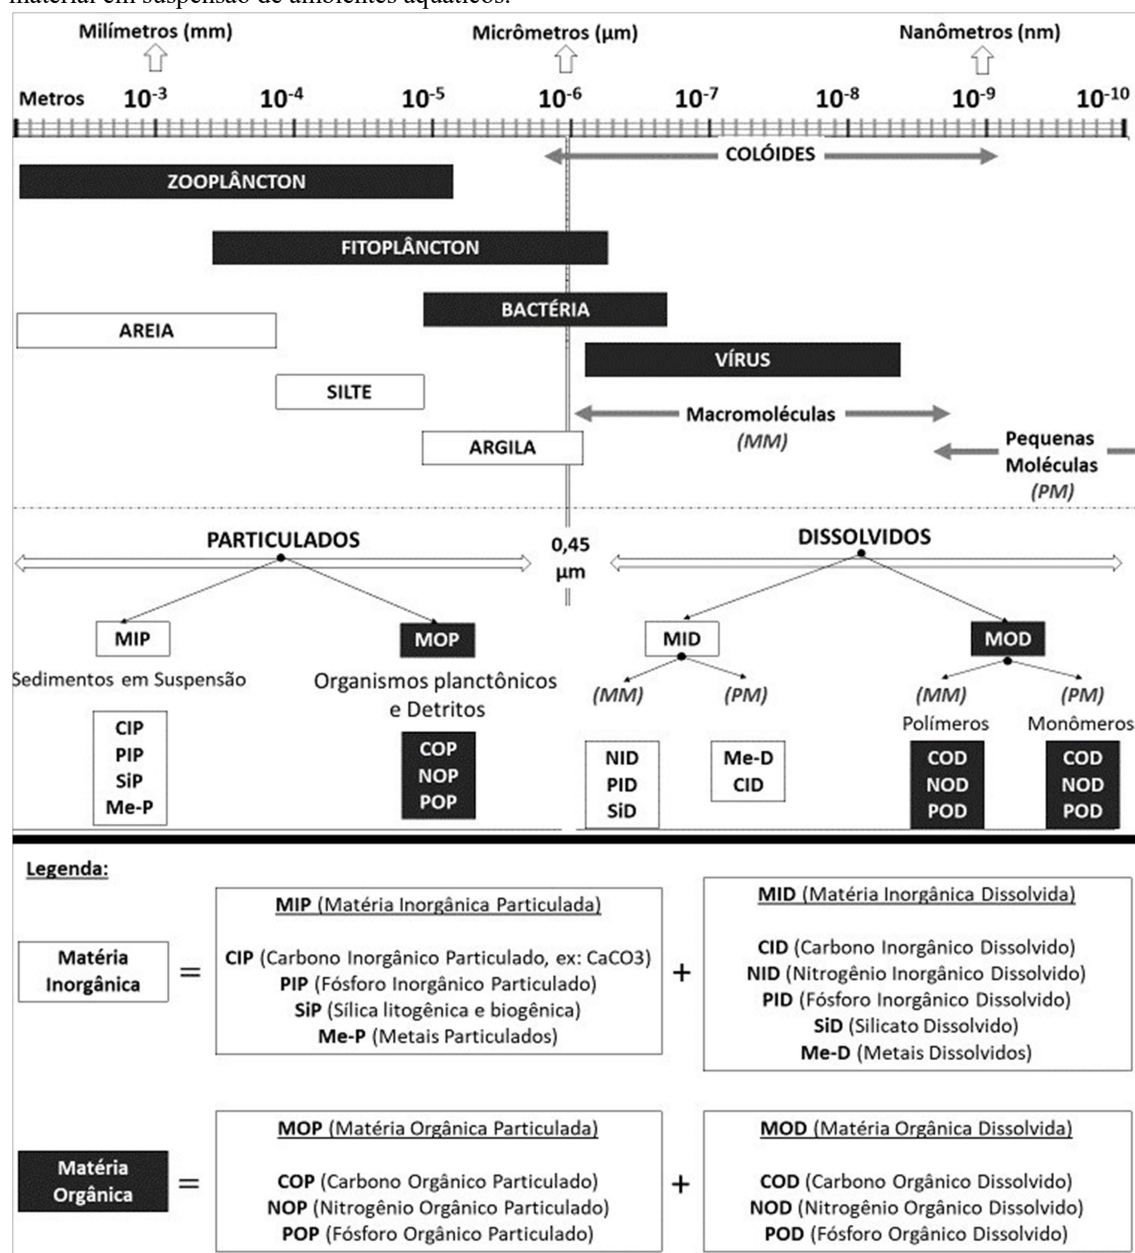 material em suspensão de ambientes aquáticos.
Milímetros (mm) Micrômetros (µm) Nanômetros (nm)
Metros 10-3 10-4 10-5 10-6 10-7 10-8 10-9 10-10
COLÓIDES
ZOOPLÂNCTON
FITOPLÂNCTON
BACTÉRIA
AREIA
VÍRUS
SILTE
Macromoléculas
(MM)
ARGILA
Pequenas
Moléculas
(PM)
PARTICULADOS
0,45
µm
DISSOLVIDOS
MIP MOP MID MOD
Sedimentos em Suspensão
Organismos planctônicos
e Detritos
(MM) (PM) (MM) (PM)
Polímeros Monômeros
CIP
PIP
SiP
Me-P
COP
NOP
POP
NID
PID
SiD
Me-D
CID
COD
NOD
POD
COD
NOD
POD
Legenda:
Matéria
Inorgânica
=
MIP (Matéria Inorgânica Particulada)
CIP (Carbono Inorgânico Particulado, ex: CaCO3)
PIP (Fósforo Inorgânico Particulado)
SiP (Sílica litogênica e biogênica)
Me-P (Metais Particulados)
+
MID (Matéria Inorgânica Dissolvida)
CID (Carbono Inorgânico Dissolvido)
NID (Nitrogênio Inorgânico Dissolvido)
PID (Fósforo Inorgânico Dissolvido)
SiD (Silicato Dissolvido)
Me-D (Metais Dissolvidos)
Matéria
Orgânica
=
MOP (Matéria Orgânica Particulada)
COP (Carbono Orgânico Particulado)
NOP (Nitrogênio Orgânico Particulado)
POP (Fósforo Orgânico Particulado)
+
MOD (Matéria Orgânica Dissolvida)
COD (Carbono Orgânico Dissolvido)
NOD (Nitrogênio Orgânico Dissolvido)
POD (Fósforo Orgânico Dissolvido)